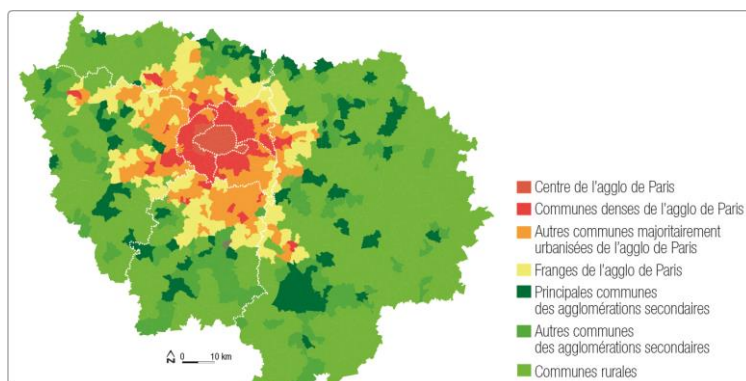 Centre de l'agglo de Paris
Communes denses de l'agglo de Paris
Autres communes majoritairement
urbanisées de l'agglo de Paris
Franges de l'agglo de Paris
Principales communes
des agglomérations secondaires
Autres communes
des agglomérations secondaires
Communes rurales
N 0 10 km